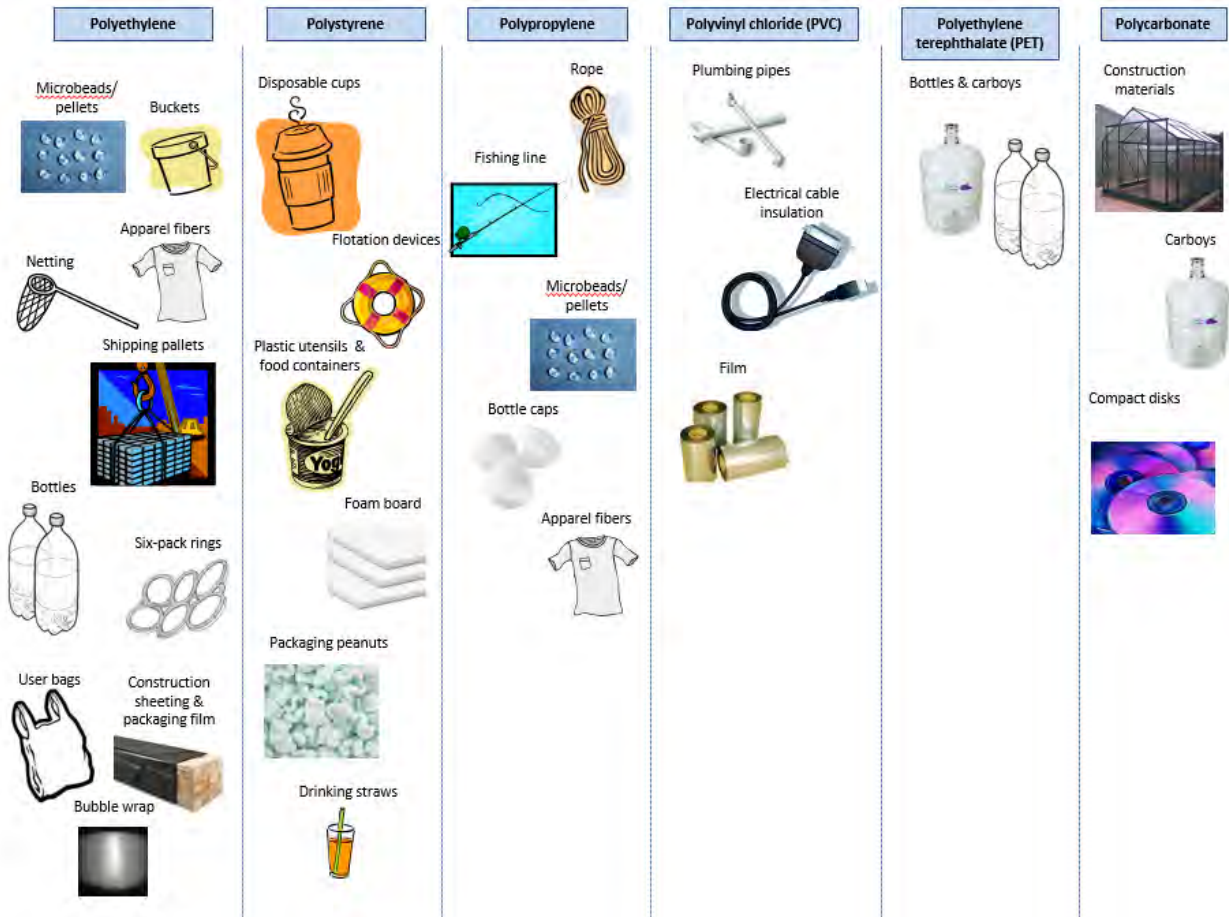 Polyethylene
Microbeads/
pellets
Buckets
Apparel fibers
Netting
Shipping pallets
Bottles
Six-pack rings
User bags
Construction
sheeting &
packaging film
Bubble wrap
Polystyrene
Disposable cups
Flotation devices
Plastic utensils &
food containers
Yog
Foam board
Packaging peanuts
Drinking straws
Polypropylene
Rope
Fishing line
Microbeads/
pellets
Bottle caps
Apparel fibers
Polyvinyl chloride (PVC)
Plumbing pipes
Electrical cable
insulation
Film
Polyethylene
terephthalate (PET)
Bottles & carboys
Polycarbonate
Construction
materials
Carboys
Compact disks